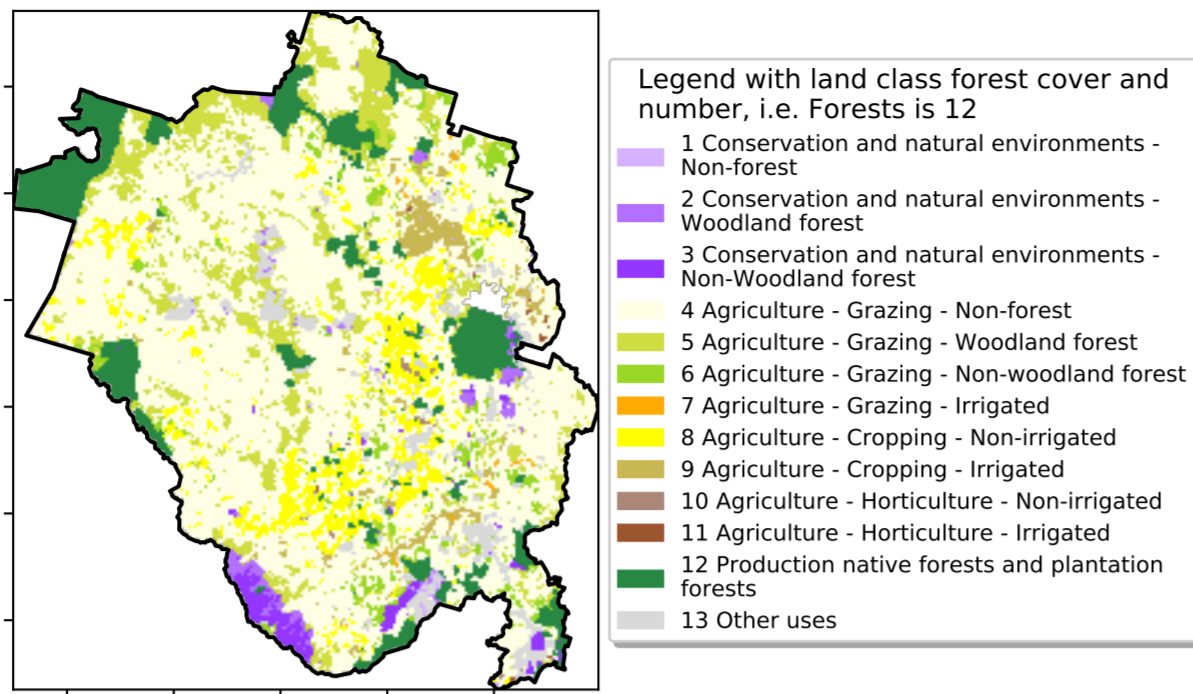 Legend with land class forest cover and
number, i.e. Forests is 12
1 Conservation and natural environments -
Non-forest
2 Conservation and natural environments -
Woodland forest
3 Conservation and natural environments -
Non-Woodland forest
4 Agriculture - Grazing - Non-forest
5 Agriculture - Grazing - Woodland forest
6 Agriculture - Grazing - Non-woodland forest
7 Agriculture - Grazing - Irrigated
8 Agriculture - Cropping - Non-irrigated
9 Agriculture - Cropping - Irrigated
10 Agriculture - Horticulture - Non-irrigated
11 Agriculture - Horticulture - Irrigated
12 Production native forests and plantation
forests
13 Other uses